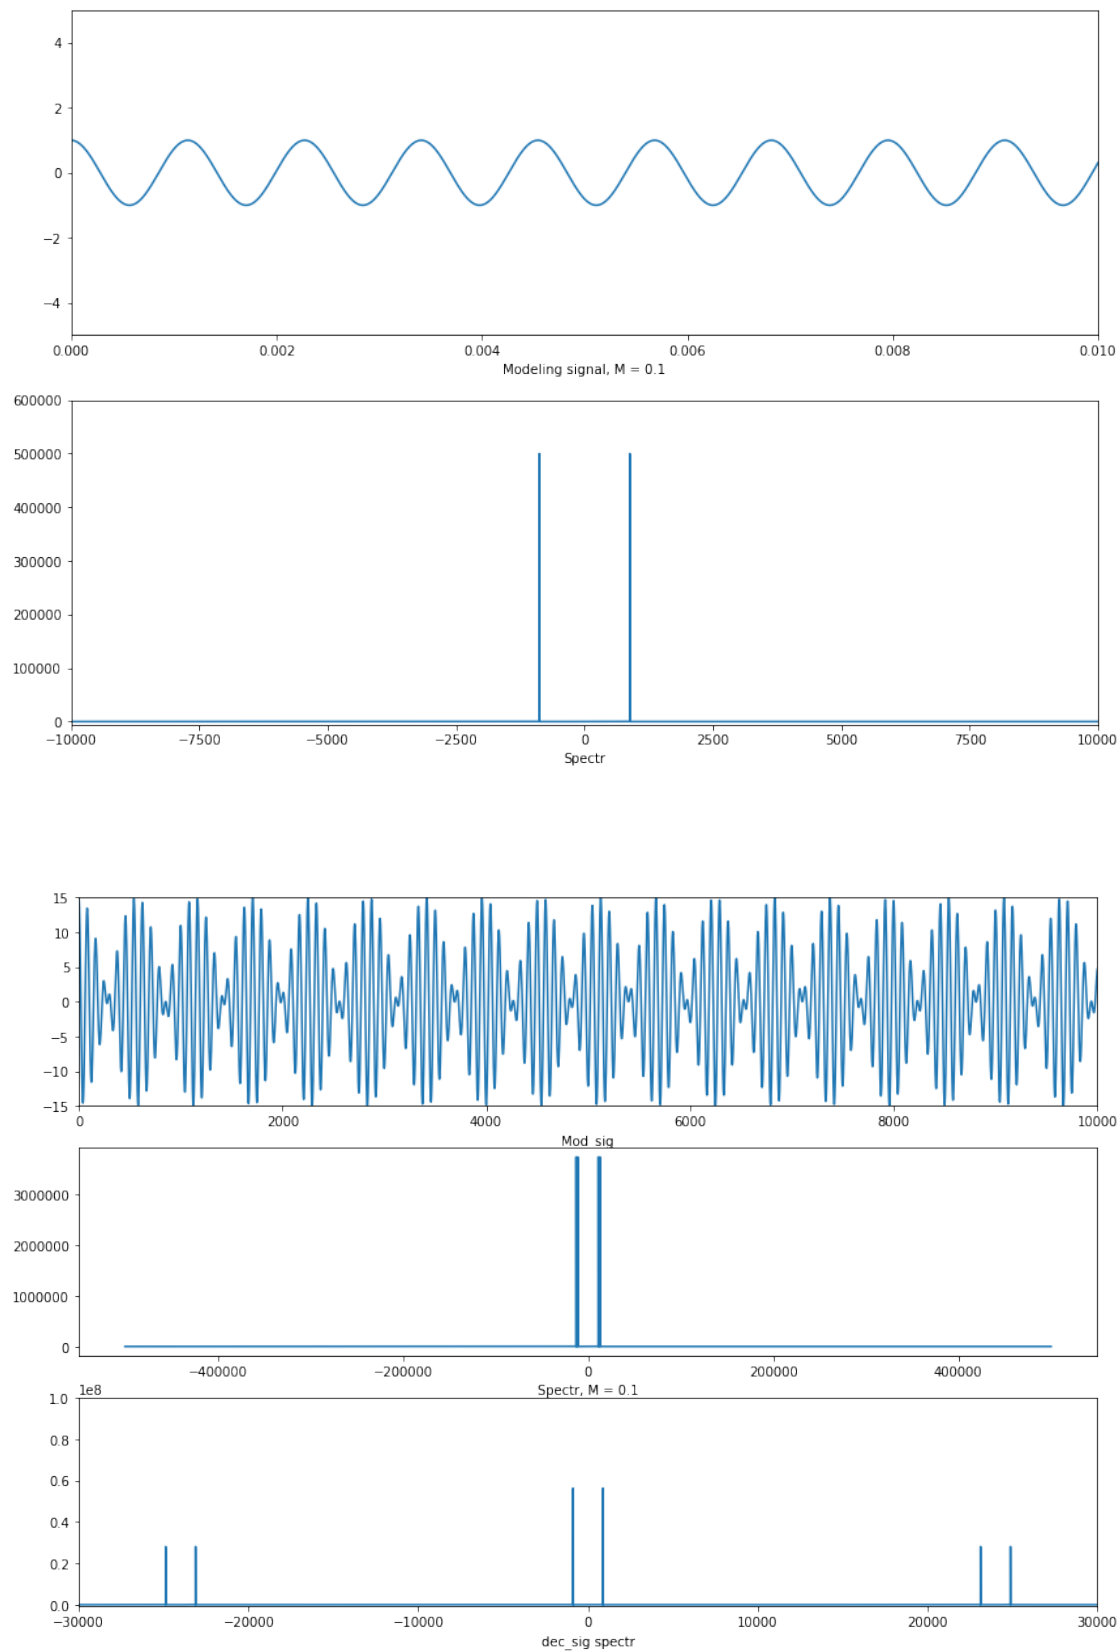 4
2
0
−2
−4
0.000 0.002 0.004 0.006 0.008 0.010
Modeling signal, M = 0.1
600000
500000
400000
300000
200000
100000
0
−10000 −7500 −5000 −2500 0 2500 5000 7500 10000
Spectr
15
10
5
0
−5
−10
−15
0 2000 4000 6000 8000 10000
Mod_sig
3000000
2000000
1000000
0
−400000 −200000 0 200000 400000
Spectr, M = 0.1
1e8
1.0
0.8
0.6
0.4
0.2
0.0
−30000 −20000 −10000 0 10000 20000 30000
dec_sig spectr